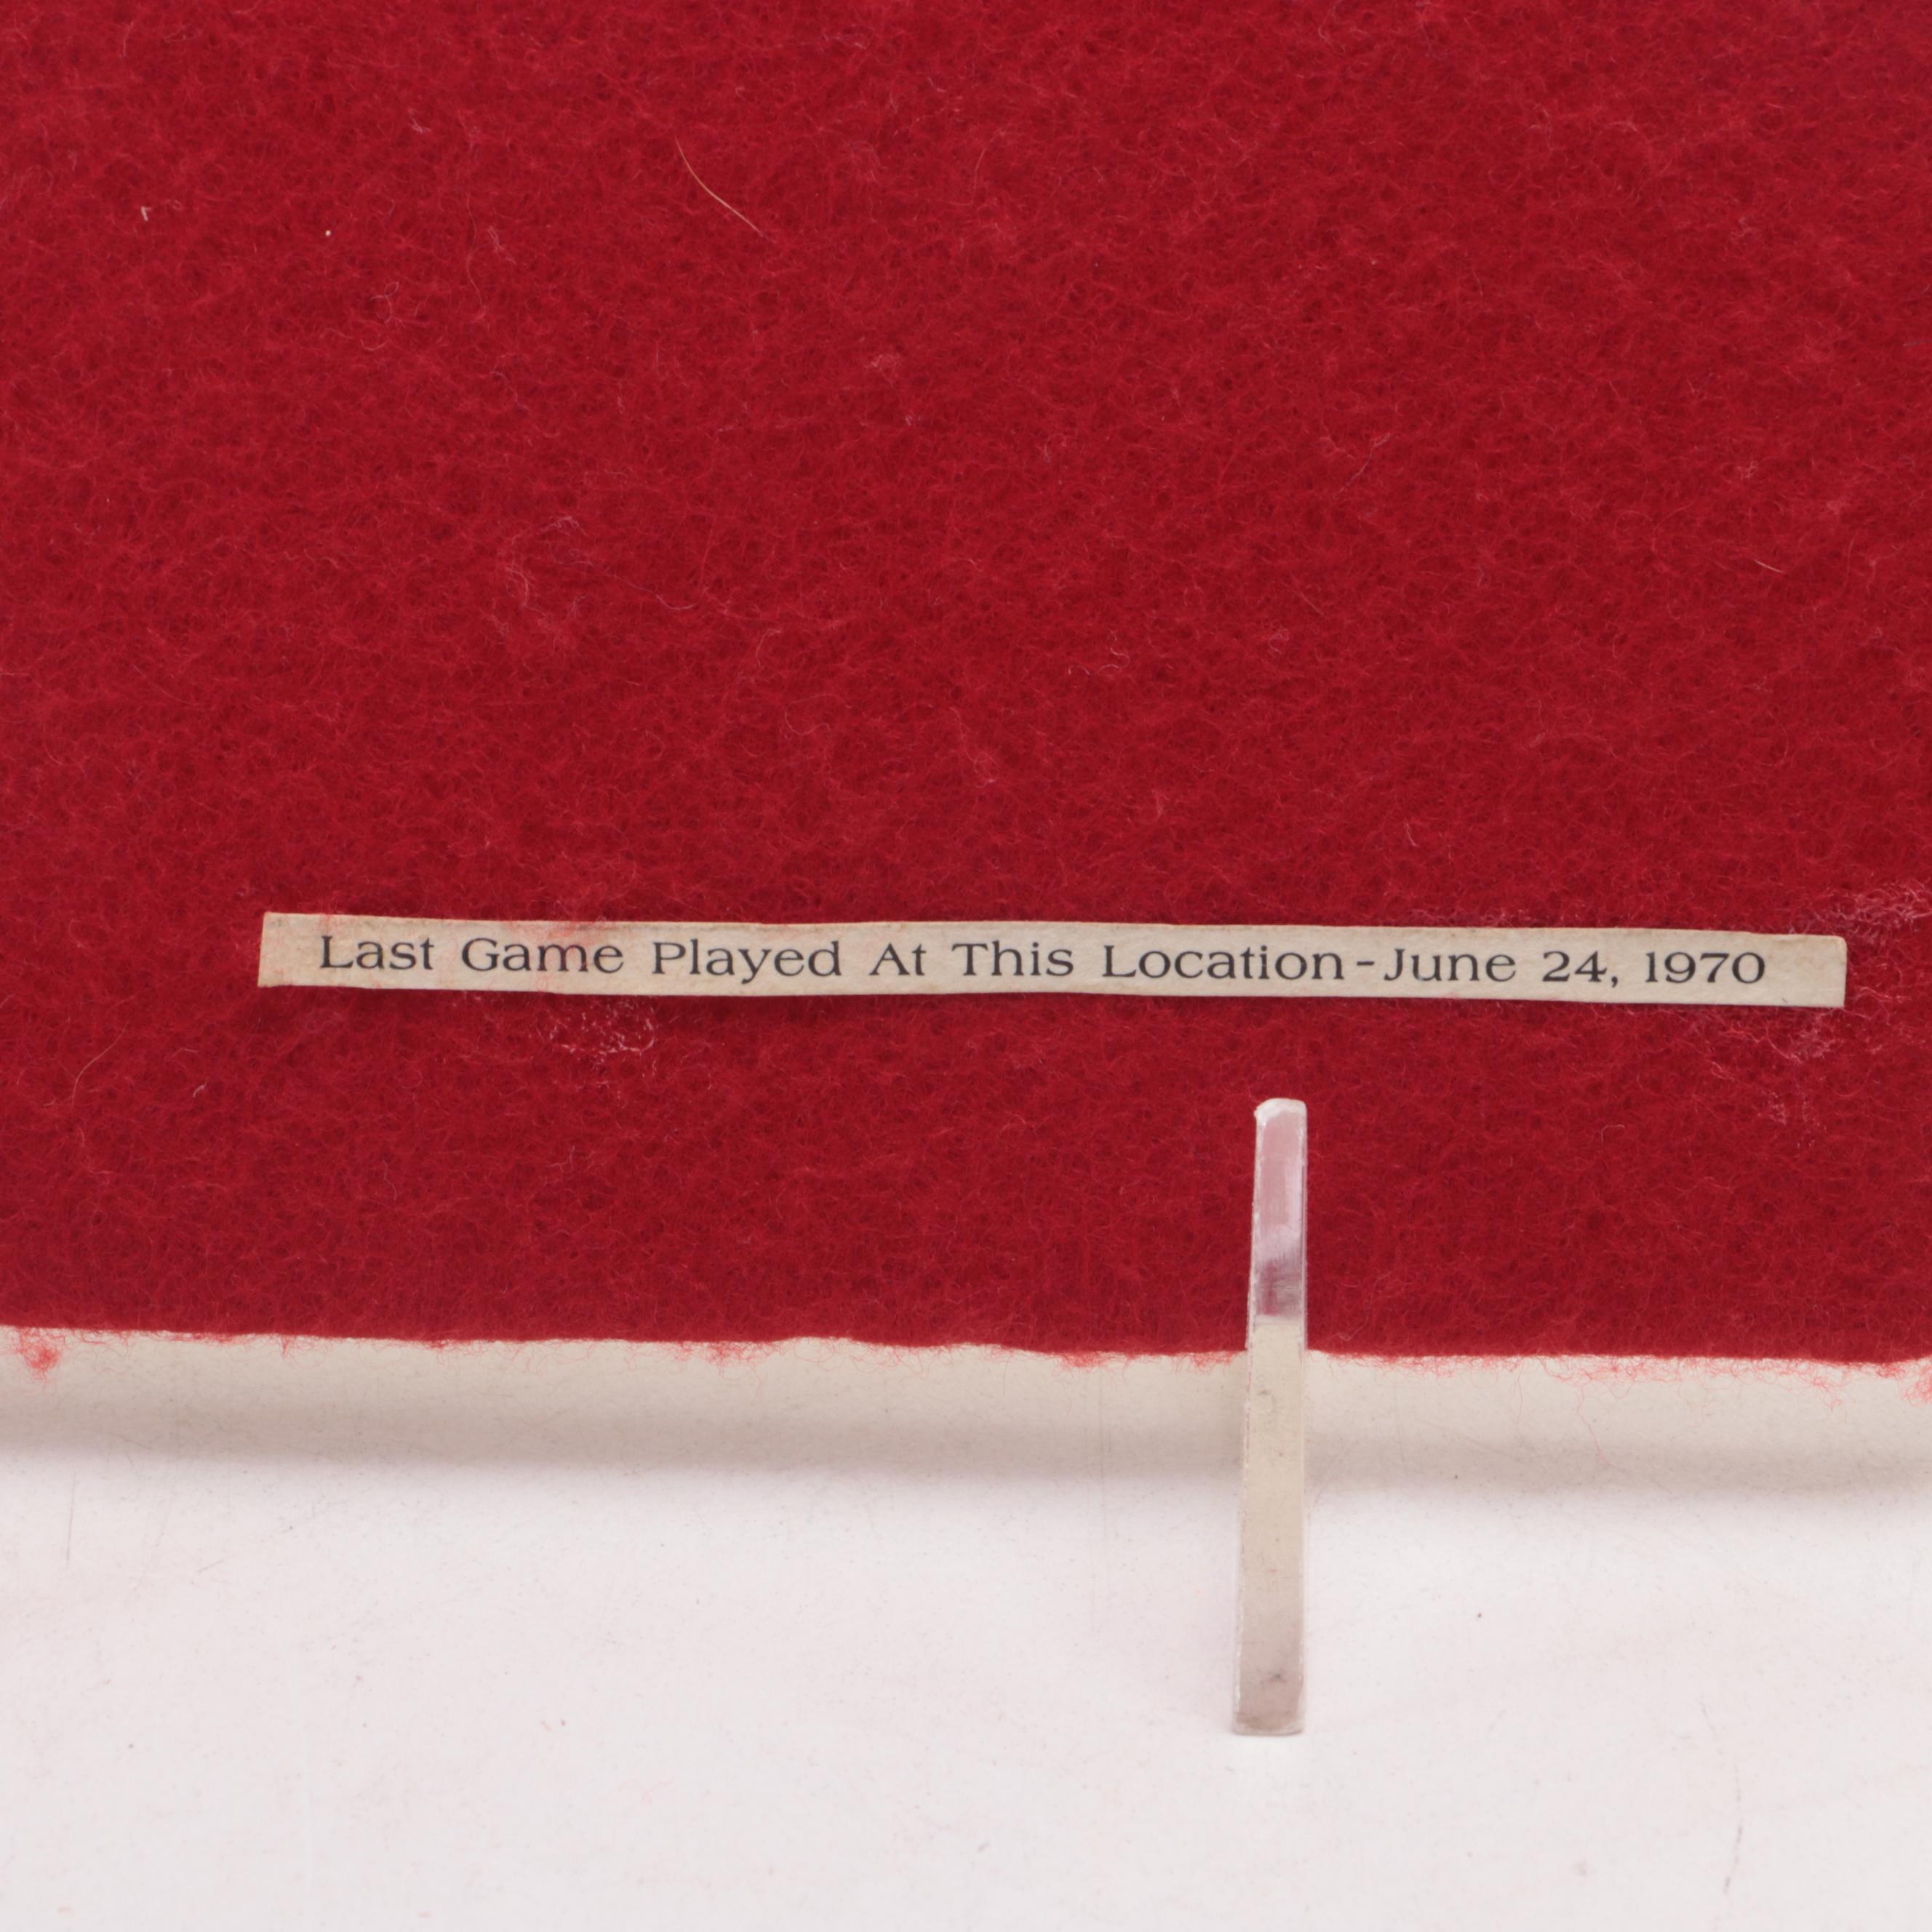 Last Game Played At This Location-June 24, 1970